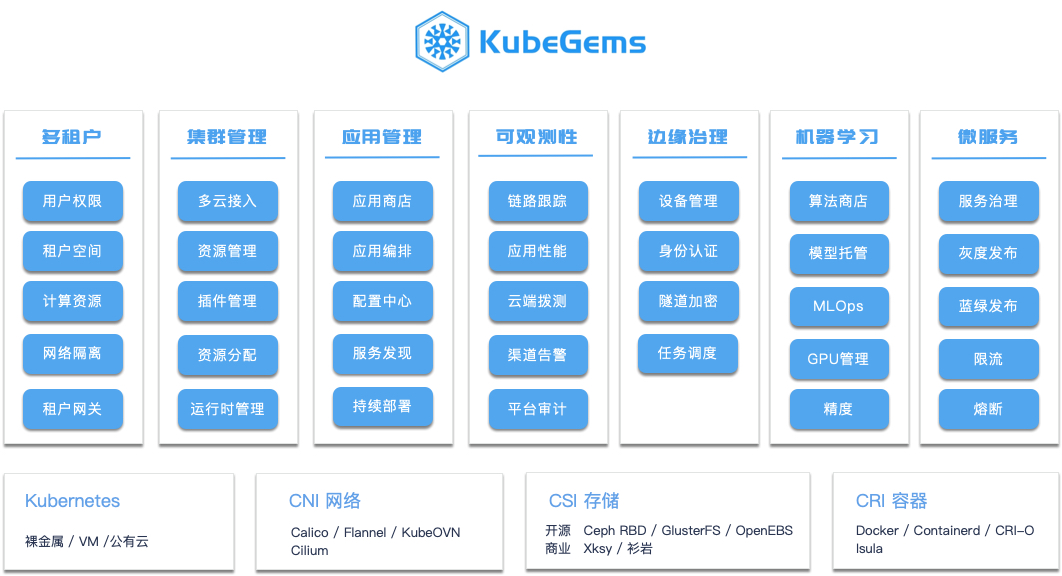 KubeGems
多租户
用户权限
租户空间
计算资源
网络隔离
租户网关
集群管理
多云接入
资源管理
插件管理
资源分配
运行时管理
应用管理
应用商店
应用编排
配置中心
服务发现
持续部署
可观测性
链路跟踪
应用性能
云端拨测
渠道告警
平台审计
边缘治理
设备管理
身份认证
隧道加密
任务调度
机器学习
算法商店
模型托管
MLOps
GPU管理
精度
微服务
服务治理
灰度发布
蓝绿发布
限流
熔断
Kubernetes
裸金属 / VM /公有云
CNI 网络
Calico / Flannel / KubeOVN
Cilium
CSI 存储
开源 Ceph RBD / GlusterFS / OpenEBS
商业 Xksy / 衫岩
CRI 容器
Docker / Containerd / CRI-O
Isula